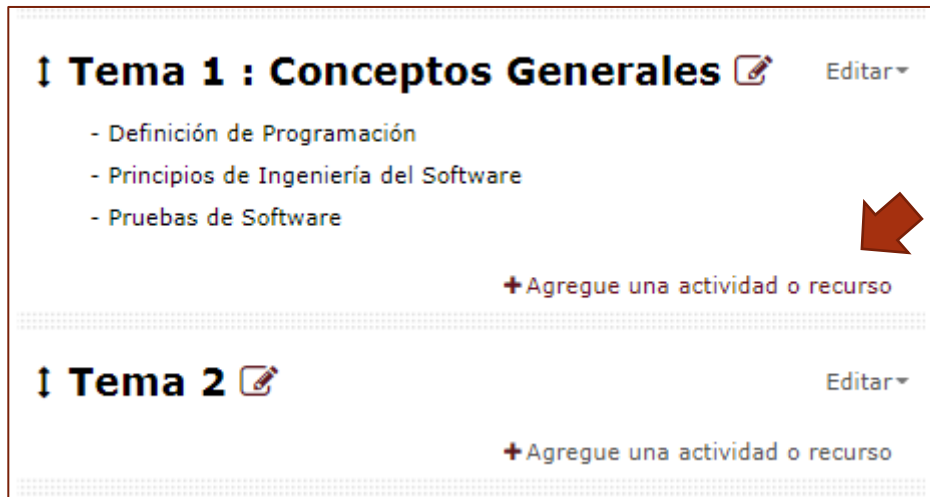 Tema 1 : Conceptos Generales Editar
- Definición de Programación
- Principios de Ingeniería del Software
- Pruebas de Software
+Agregue una actividad o recurso
Tema 2 Editar
+Agregue una actividad o recurso